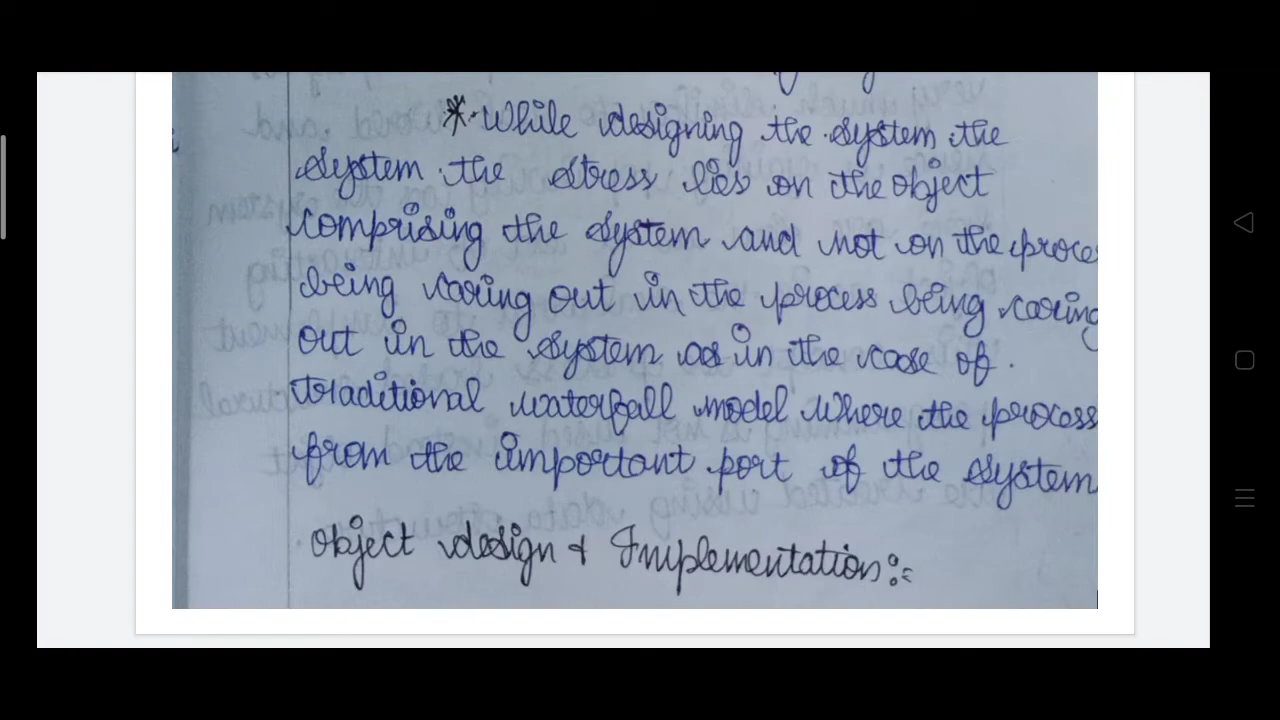 * While designing the system the
system the stress lies on the object
comprising the system and not on the proce
being caring out in the process being caring
out in the system as in the case of.
traditional waterfall model where the process
from the important port of the system
Object design & Implementation:-